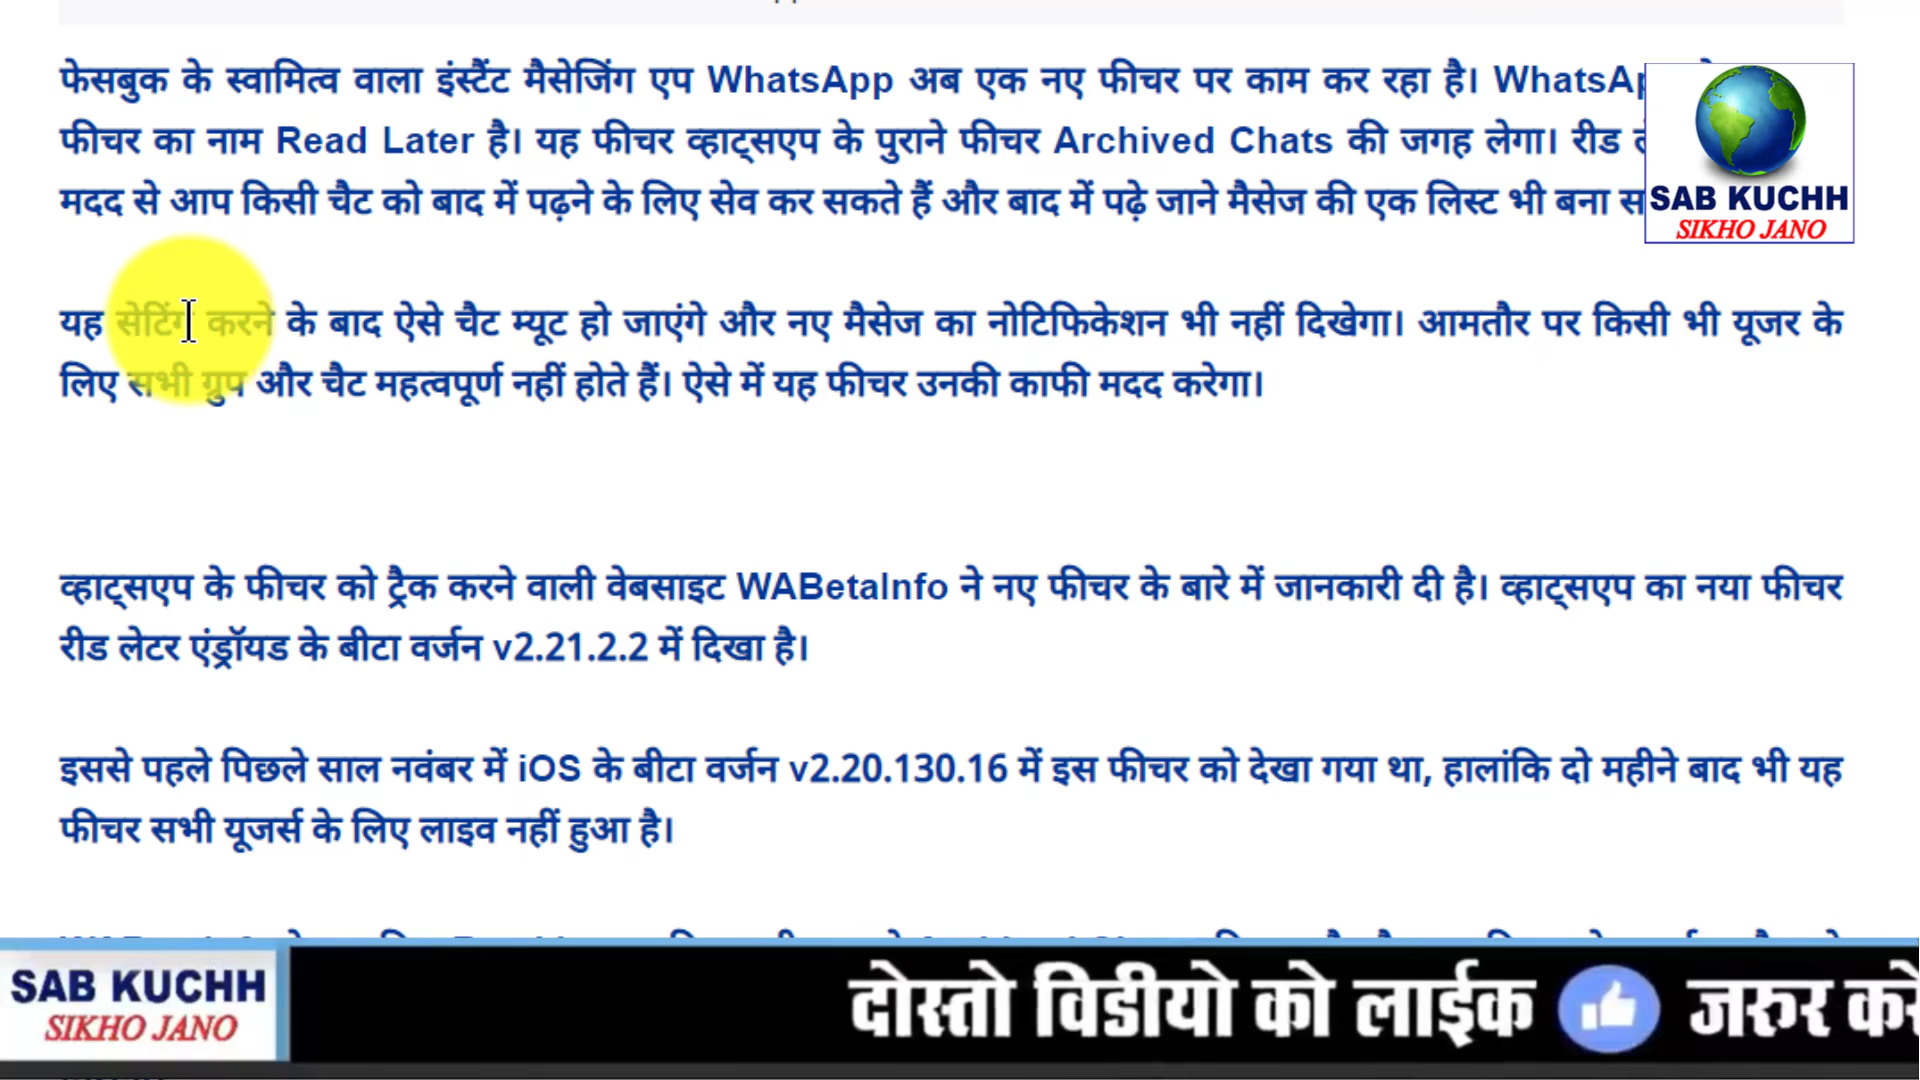 फेसबुक के स्वामित्व वाला इंस्टैंट मैसेजिंग एप WhatsApp अब एक नए फीचर पर काम कर रहा है।
फीचर का नाम Read Later है। यह फीचर व्हाट्सएप के पुराने फीचर Archived Chats की जगह लेगा। रीड
मदद से आप किसी चैट को बाद में पढ़ने के लिए सेव कर सकते हैं और बाद में पढ़े जाने मैसेज की एक लिस्ट भी बना
SAB KUCHH
SIKHO JANO
यह सेटिंग करने के बाद ऐसे चैट म्यूट हो जाएंगे और नए मैसेज का नोटिफिकेशन भी नहीं दिखेगा। आमतौर पर किसी भी यूजर के
लिए सभी ग्रुप और चैट महत्वपूर्ण नहीं होते हैं। ऐसे में यह फीचर उनकी काफी मदद करेगा।
व्हाट्सएप के फीचर को ट्रैक करने वाली वेबसाइट WABetaInfo ने नए फीचर के बारे में जानकारी दी है। व्हाट्सएप का नया फीचर
रीड लेटर एंड्रॉयड के बीटा वर्जन v2.21.2.2 में दिखा है।
इससे पहले पिछले साल नवंबर में iOS के बीटा वर्जन v2.20.130.16 में इस फीचर को देखा गया था, हालांकि दो महीने बाद भी यह
फीचर सभी यूजर्स के लिए लाइव नहीं हुआ है।
SAB KUCHH
SIKHO JANO
दोस्तो विडीयो को लाईक जरुर करे